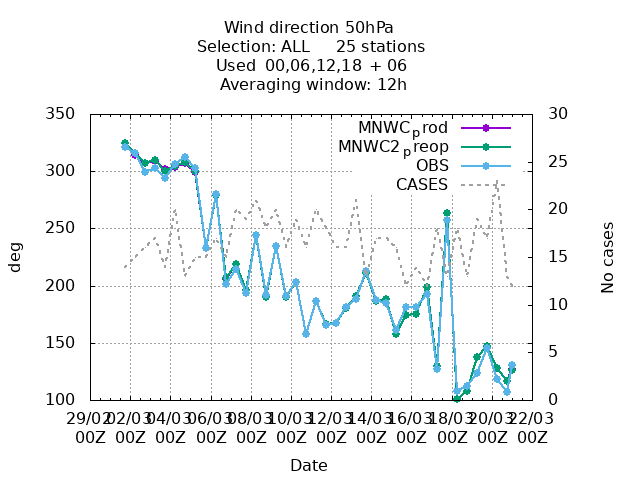 Wind direction 50hPa
Selection: ALL 25 stations
Used 00,06,12,18 + 06
Averaging window: 12h
350 30
MNWCprod
MNWC2preop
OBS
CASES
300 25
250 20
200 15
10
150 5
100 0
deg
No cases
29/02 02/03 04/03 06/03 08/03 10/03 12/03 14/03 16/03 18/03 20/03 22/03
00Z 00Z 00Z 00Z 00Z 00Z 00Z 00Z 00Z 00Z 00Z 00Z
Date